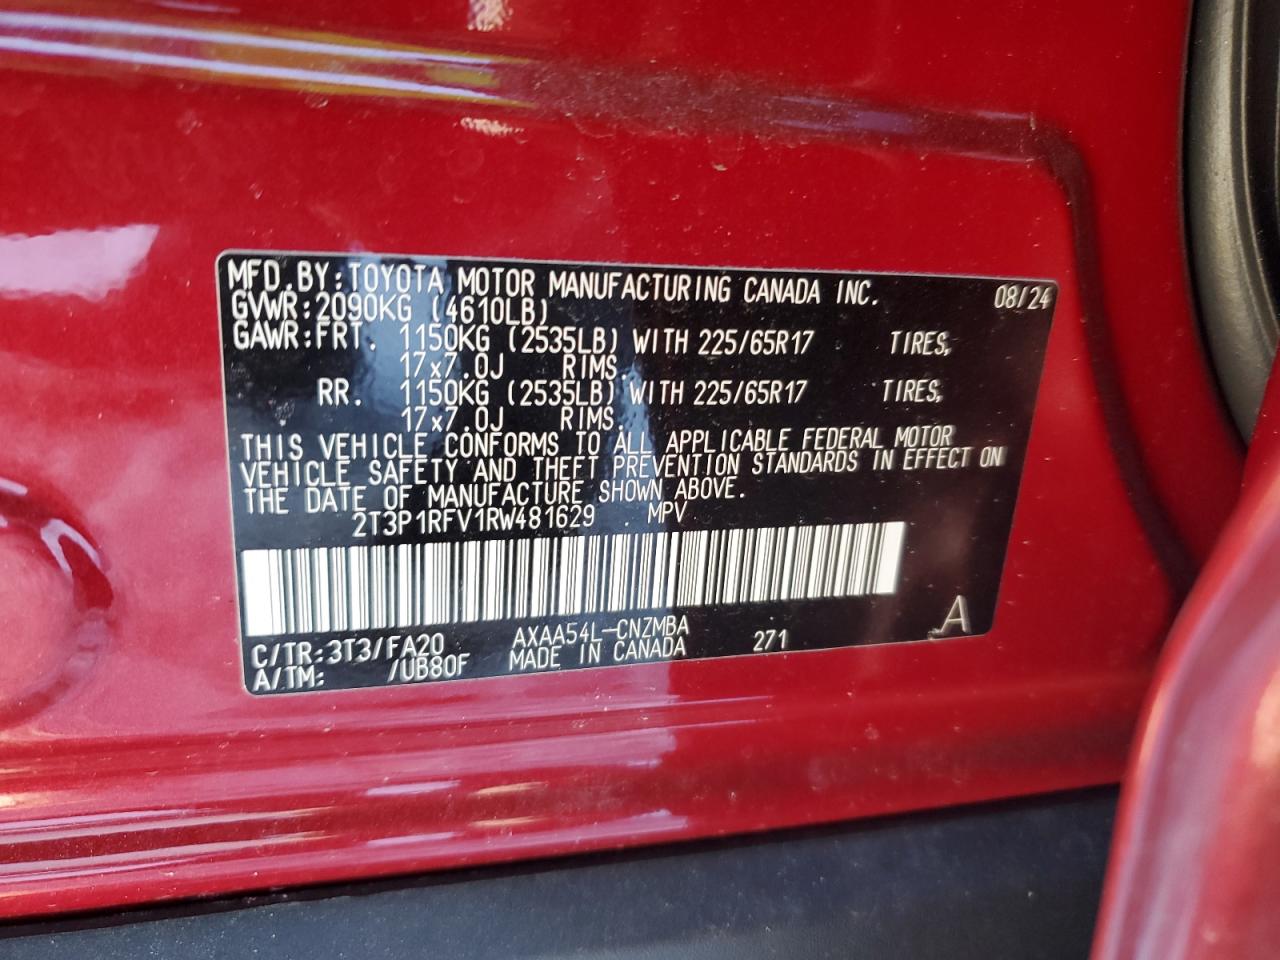 MFD.BY:TOYOTA MOTOR MANUFACTURING CANADA INC. 08/24
GVWR:2090KG (4610LB)
GAWR:FRT. 1150KG (2535LB) WITH 225/65R17 TIRES,
17x7.0J RIMS.
RR. 1150KG (2535LB) WITH 225/65R17 TIRES,
17x7.0J RIMS.
THIS VEHICLE CONFORMS TO ALL APPLICABLE FEDERAL MOTOR
VEHICLE SAFETY AND THEFT PREVENTION STANDARDS IN EFFECT ON
THE DATE OF MANUFACTURE SHOWN ABOVE.
2T3P1RFV1RW481629 . MPV
C/TR:3T3/FA20 AXAA54L-CNZMBA 271 A
A/TM: /UB80F MADE IN CANADA